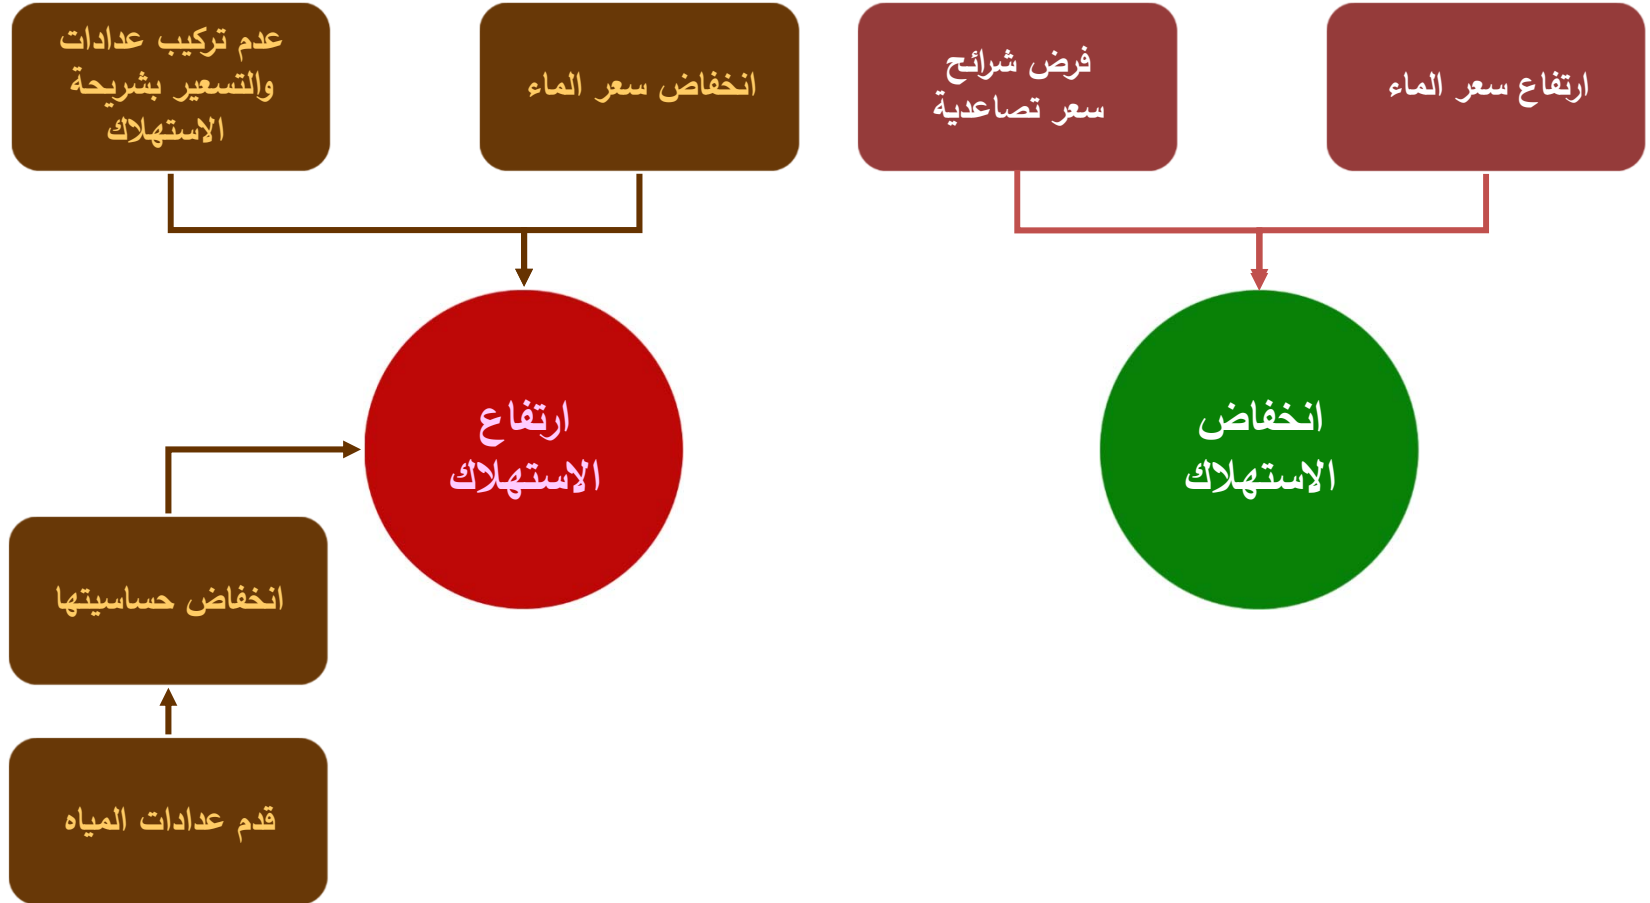 ارتفاع سعر الماء
فرض شرائح
سعر تصاعدية
انخفاض سعر الماء
عدم تركيب عدادات
والتسعير بشريحة
الاستهلاك
انخفاض
الاستهلاك
ارتفاع
الاستهلاك
انخفاض حساسيتها
قدم عدادات المياه